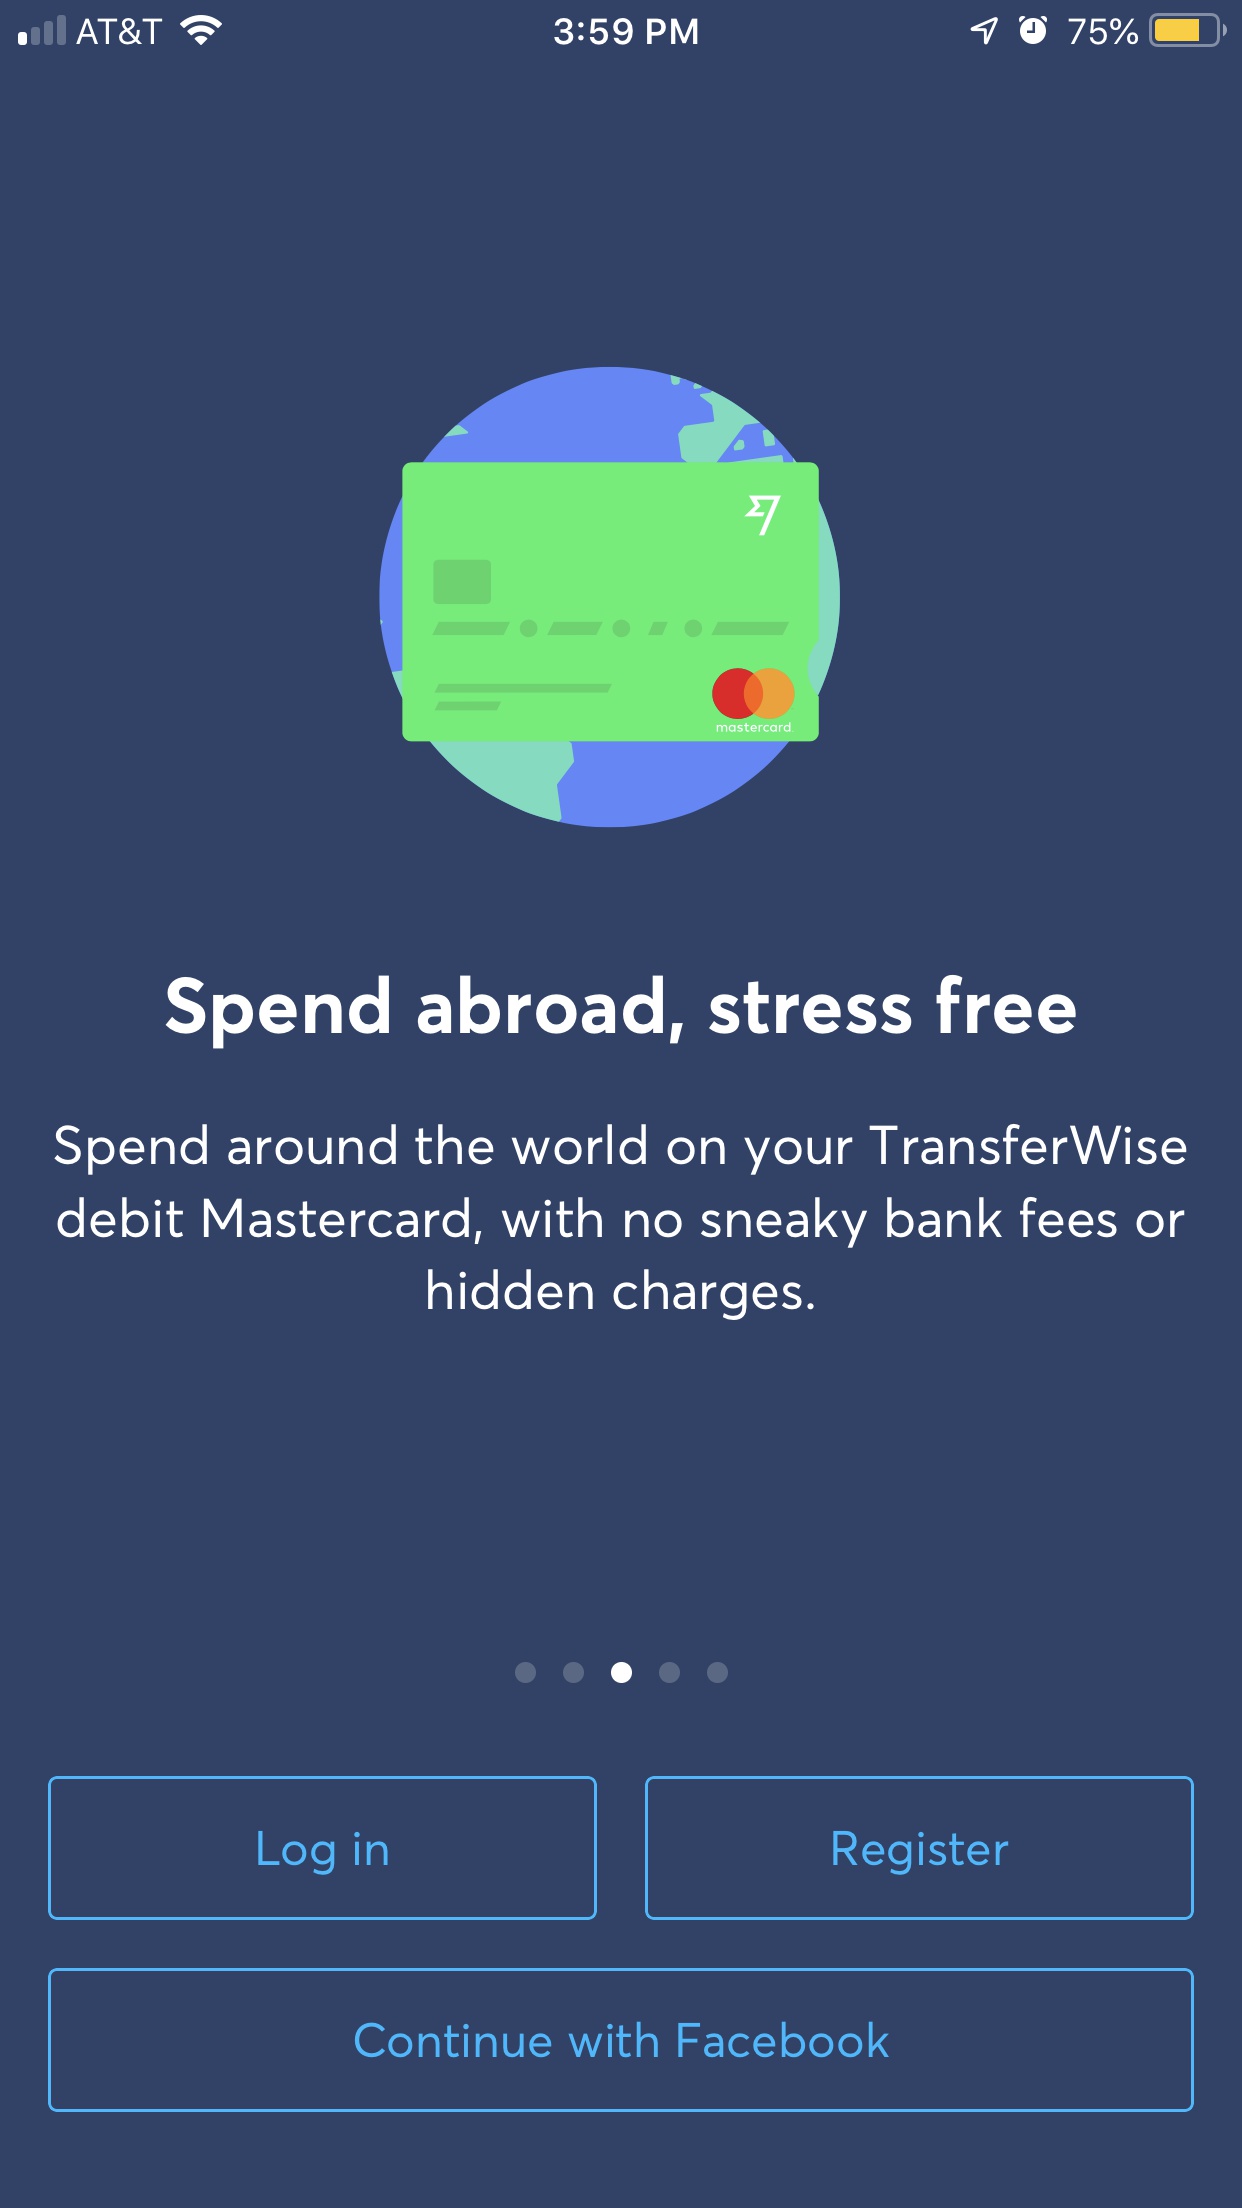 AT&T 3:59 PM 75%
mastercard.
Spend abroad, stress free
Spend around the world on your TransferWise
debit Mastercard, with no sneaky bank fees or
hidden charges.
Log in Register
Continue with Facebook